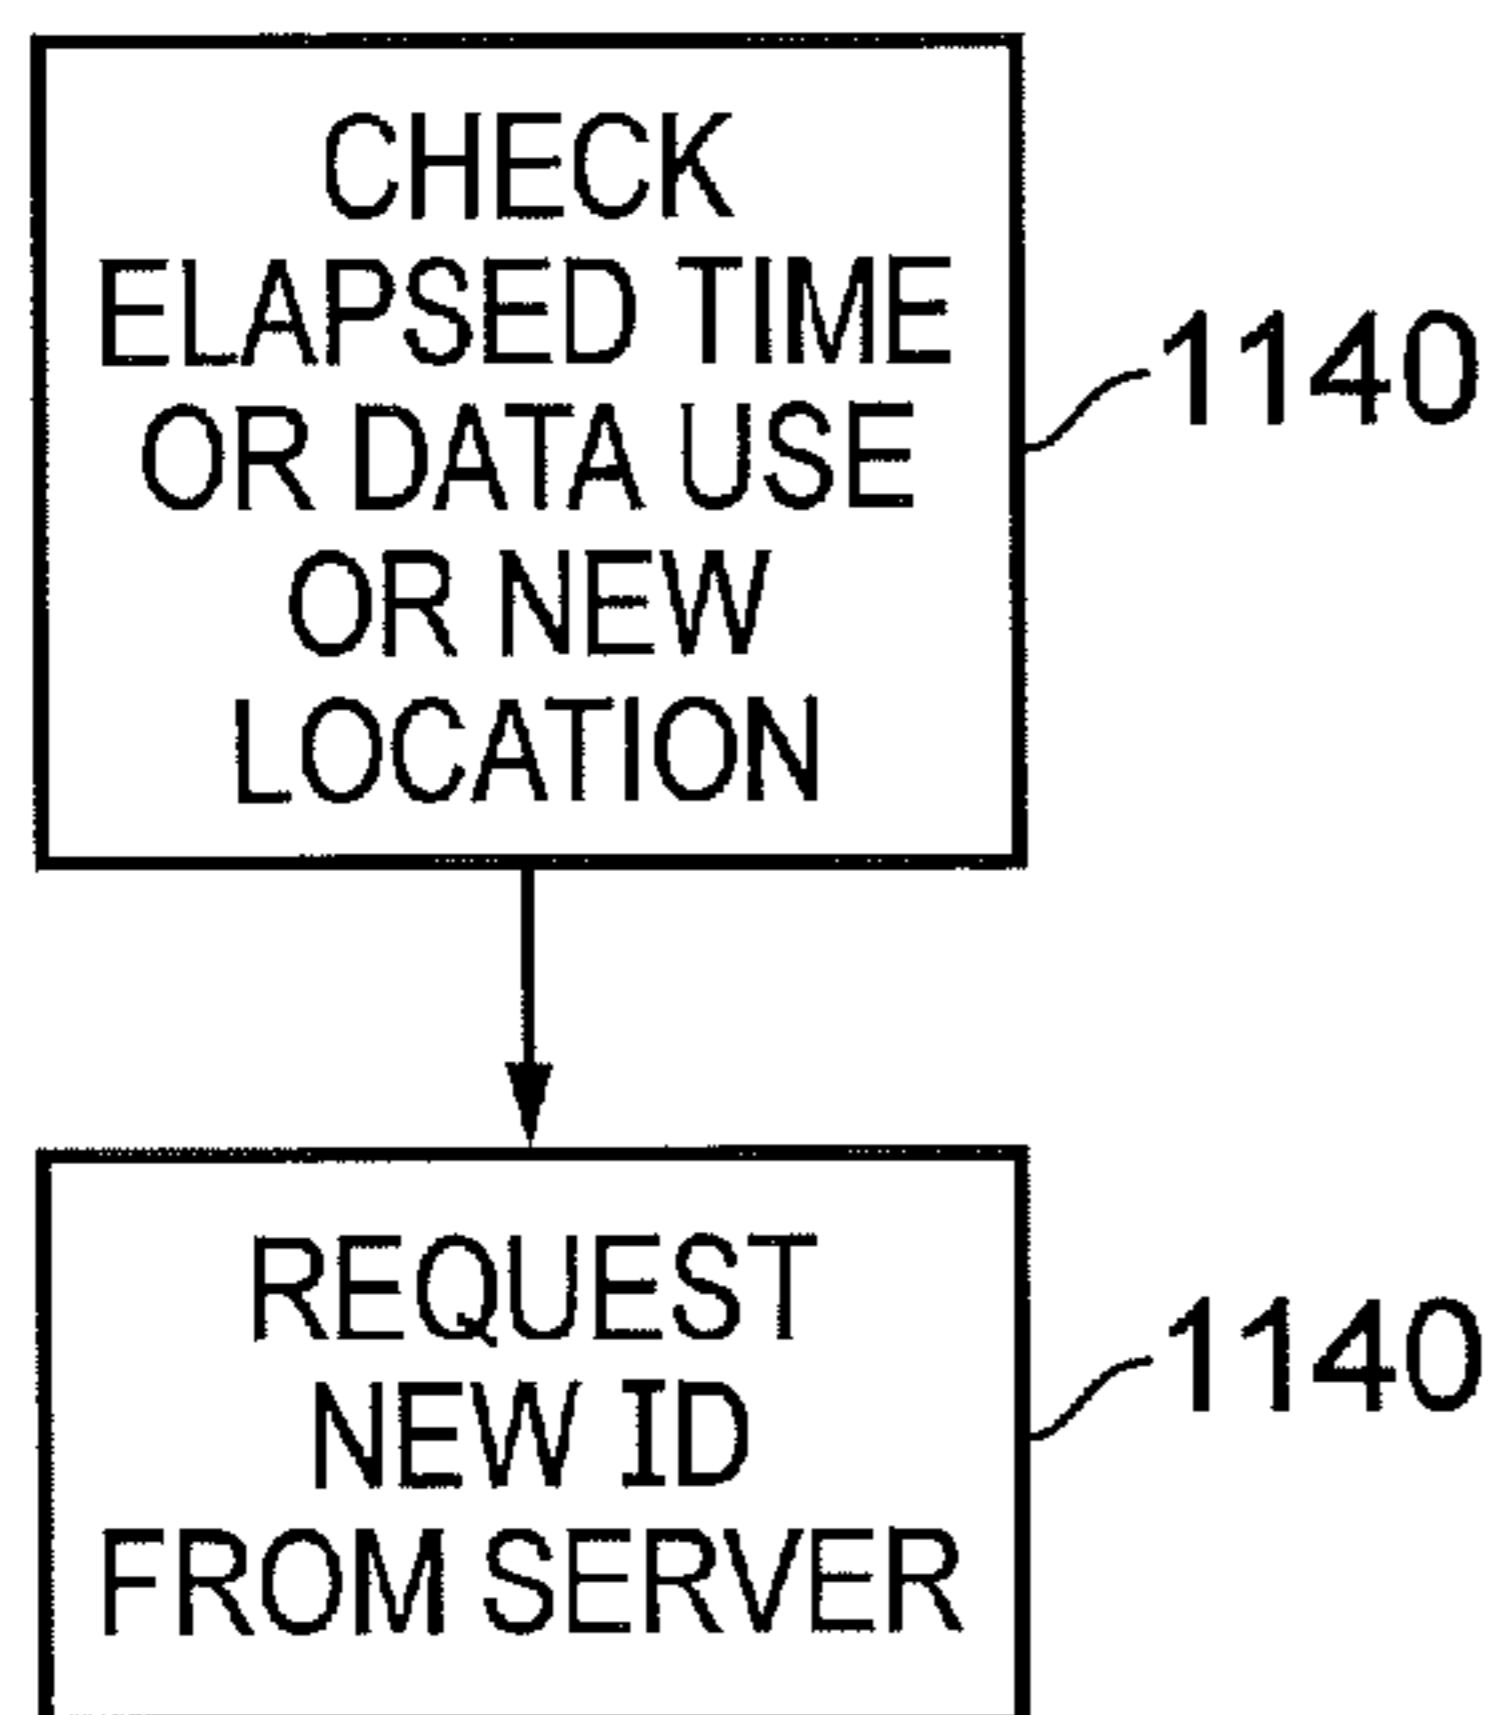 CHECK
ELAPSED TIME
OR DATA USE
OR NEW
LOCATION
1140
REQUEST
NEW ID
FROM SERVER
1140